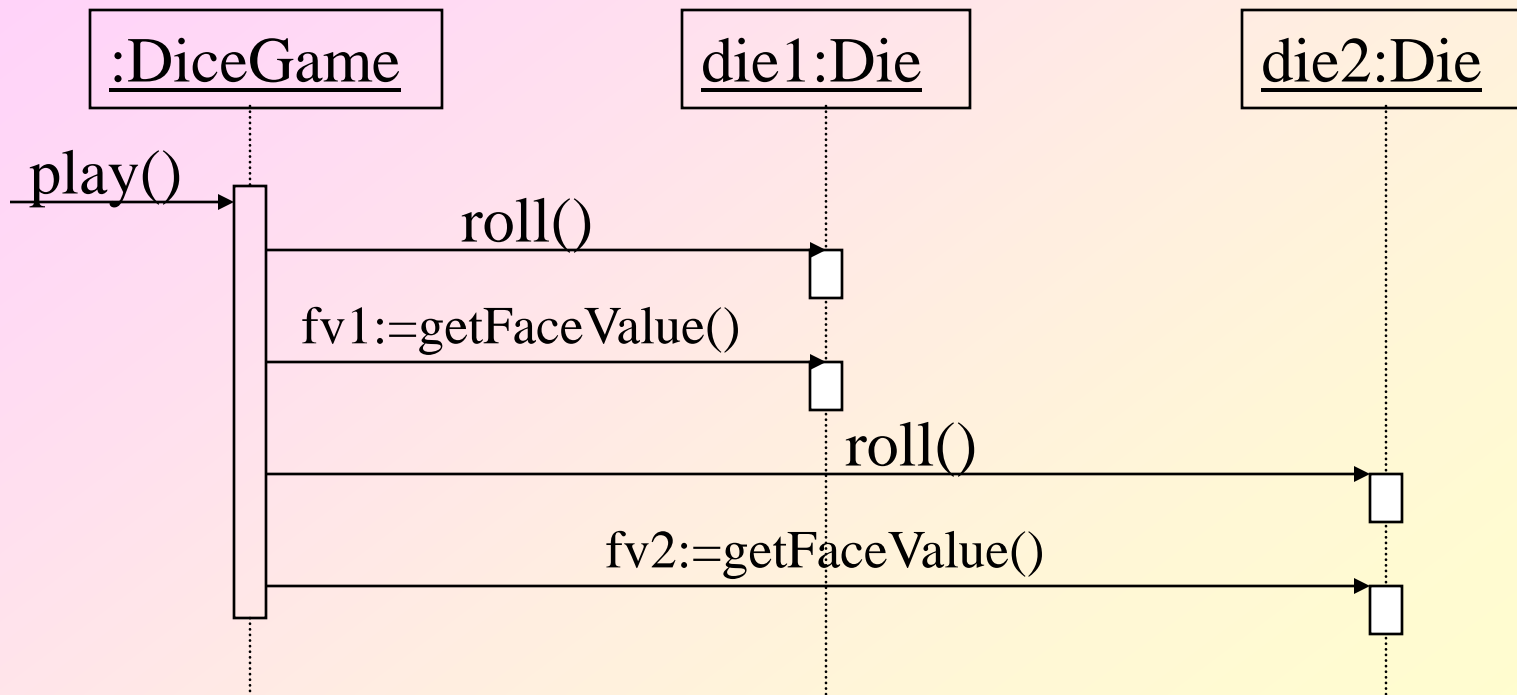 :DiceGame
die1:Die
die2:Die
play()
roll()
fv1:=getFaceValue()
roll()
fv2:=getFaceValue()